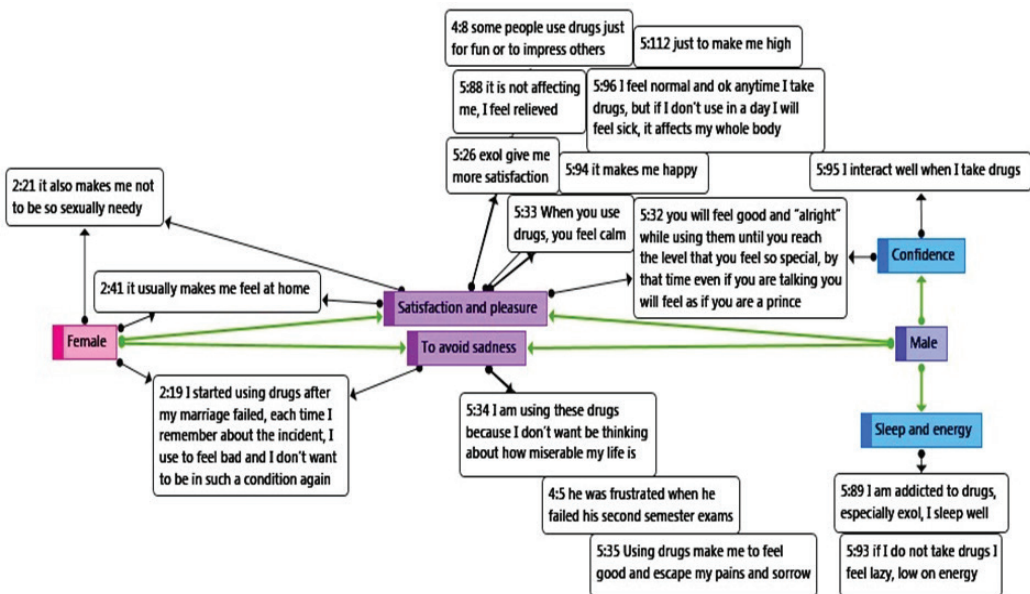 4:8 some people use drugs just
for fun or to impress others
5:112 just to make me high
5:88 it is not affecting
me, I feel relieved
5:96 I feel normal and ok anytime I take
drugs, but if I don't use in a day I will
feel sick, it affects my whole body
5:26 exol give me
more satisfaction
5:94 it makes me happy
5:95 I interact well when I take drugs
2:21 it also makes me not
to be so sexually needy
5:33 When you use
drugs, you feel calm
5:32 you will feel good and "alright"
while using them until you reach
the level that you feel so special, by
that time even if you are talking you
will feel as if you are a prince
Confidence
2:41 it usually makes me feel at home
Satisfaction and pleasure
Female
To avoid sadness
Male
2:19 I started using drugs after
my marriage failed, each time I
remember about the incident, I
use to feel bad and I don't want
to be in such a condition again
5:34 I am using these drugs
because I don't want be thinking
about how miserable my life is
Sleep and energy
4:5 he was frustrated when he
failed his second semester exams
5:89 I am addicted to drugs,
especially exol, I sleep well
5:35 Using drugs make me to feel
good and escape my pains and sorrow
5:93 if I do not take drugs I
feel lazy, low on energy